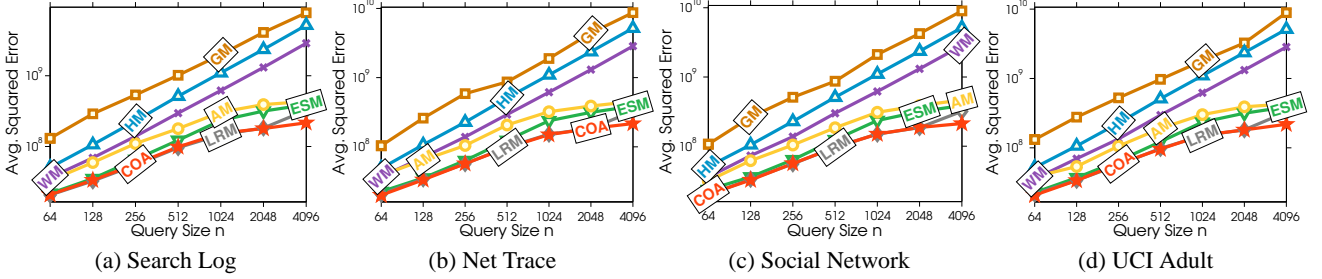 Avg. Squared Error
10^9
10^8
GM
HM
WM
AM
ESM
LRM
COA
64 128 256 512 1024 2048 4096
Query Size n
(a) Search Log
Avg. Squared Error
10^10
10^9
10^8
GM
HM
WM
AM
ESM
LRM
COA
64 128 256 512 1024 2048 4096
Query Size n
(b) Net Trace
Avg. Squared Error
10^10
10^9
10^8
GM
WM
HM
AM
ESM
LRM
COA
64 128 256 512 1024 2048 4096
Query Size n
(c) Social Network
Avg. Squared Error
10^10
10^9
10^8
GM
HM
AM
WM
ESM
LRM
COA
64 128 256 512 1024 2048 4096
Query Size n
(d) UCI Adult